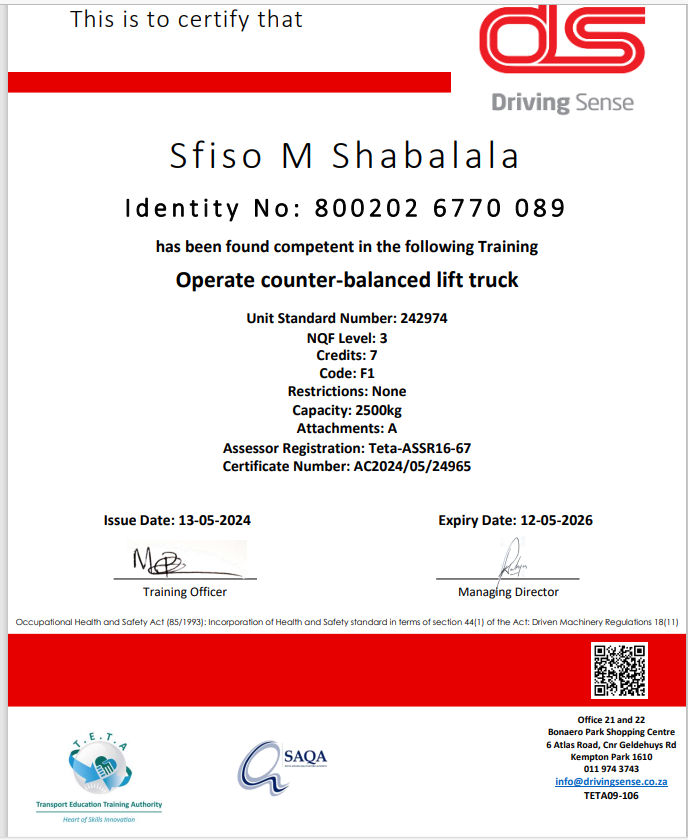 This is to certify that
ds
Driving Sense
Sfiso M Shabalala
Identity No: 800202 6770 089
has been found competent in the following Training
Operate counter-balanced lift truck
Unit Standard Number: 242974
NQF Level: 3
Credits: 7
Code: F1
Restrictions: None
Capacity: 2500kg
Attachments: A
Assessor Registration: Teta-ASSR16-67
Certificate Number: AC2024/05/24965
Issue Date: 13-05-2024
Expiry Date: 12-05-2026
Training Officer
Managing Director
Occupational Health and Safety Act (85/1993): Incorporation of Health and Safety standard in terms of section 44(1) of the Act: Driven Machinery Regulations 18(11)
Office 21 and 22
Bonaero Park Shopping Centre
6 Atlas Road, Cnr Geldehuys Rd
Kempton Park 1610
011 974 3743
info@drivingsense.co.za
TETA09-106
T.E.T.A
Transport Education Training Authority
Heart of Skills Innovation
SAQA